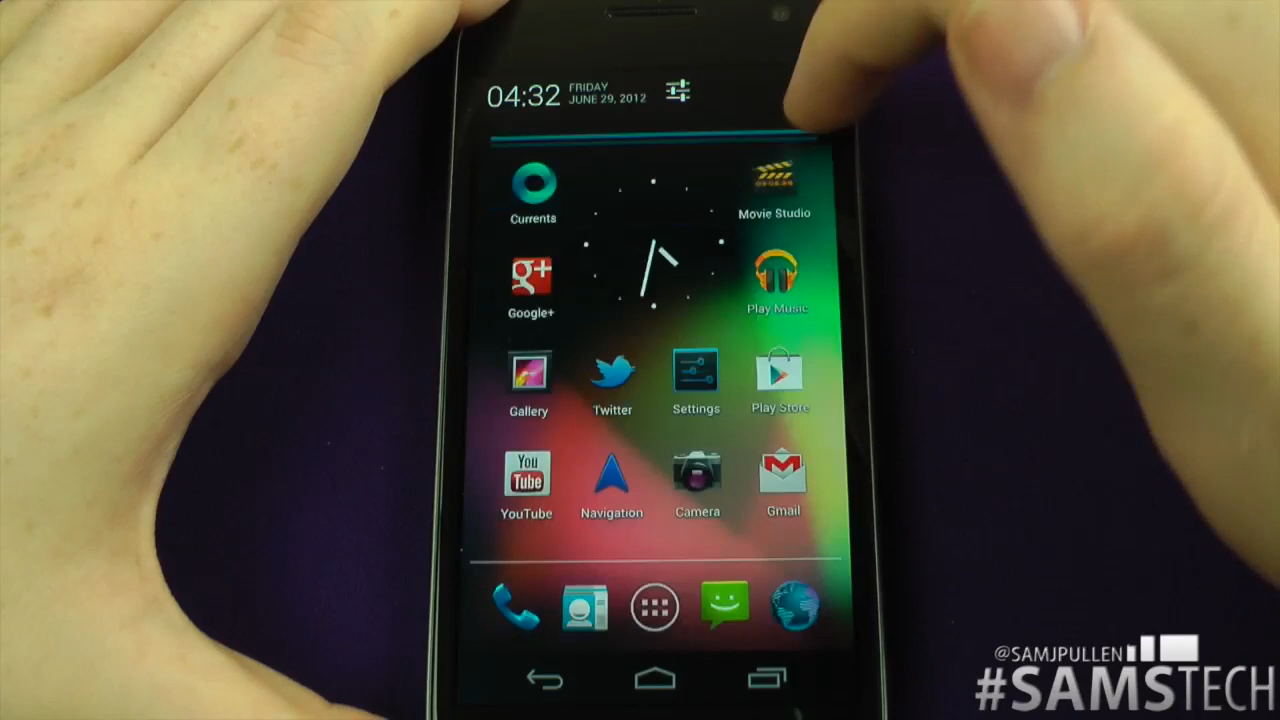 04:32 FRIDAY
JUNE 29, 2012
Currents
Movie Studio
g+
Google+
Play Music
Gallery
Twitter
Settings
Play Store
You
Tube
YouTube
Navigation
Camera
Gmail
@SAMJPULLEN
#SAMSTECH